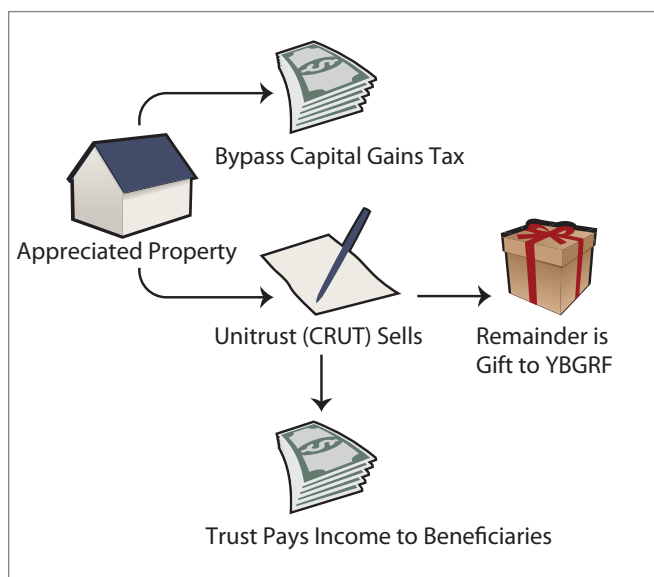 Bypass Capital Gains Tax
Appreciated Property
Unitrust (CRUT) Sells
Remainder is
Gift to YBGRF
Trust Pays Income to Beneficiaries